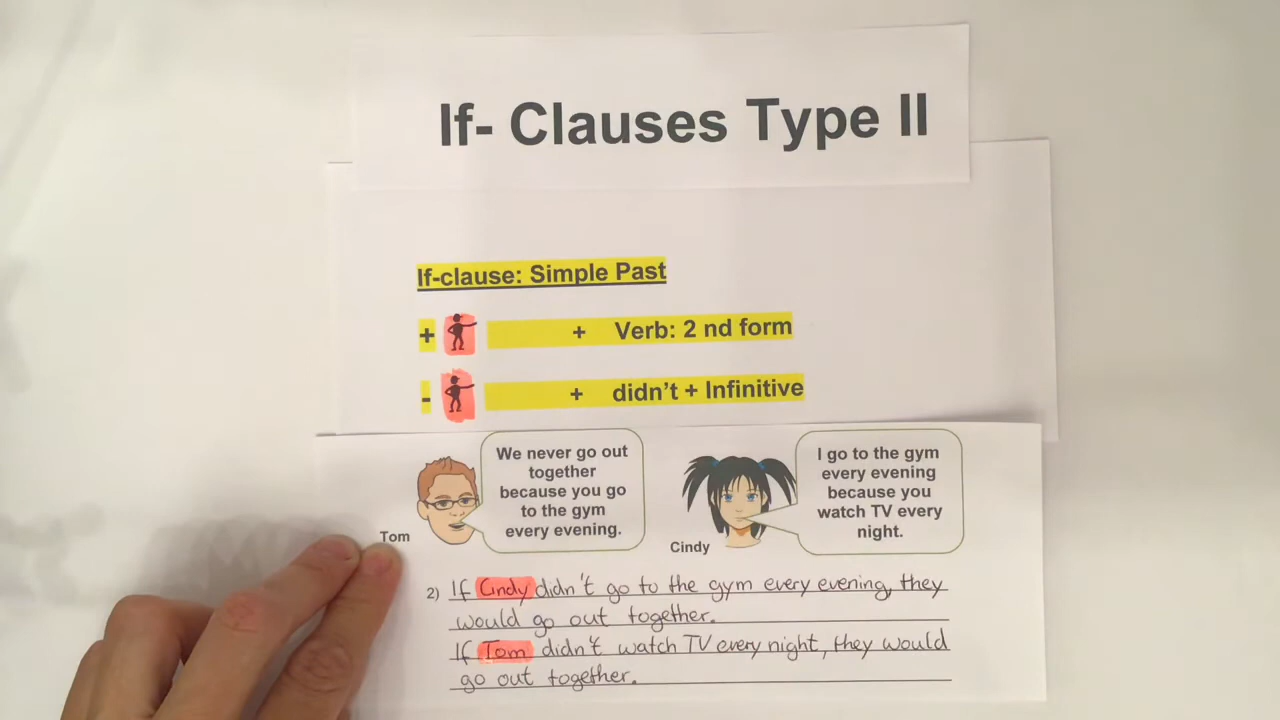 If- Clauses Type II
If-clause: Simple Past
+ + Verb: 2 nd form
- + didn't + Infinitive
We never go out
together
because you go
to the gym
every evening.
Tom
I go to the gym
every evening
because you
watch TV every
night.
Cindy
2) If Cindy didn't go to the gym every evening, they
would go out together.
If Tom didn't watch TV every night, they would
go out together.